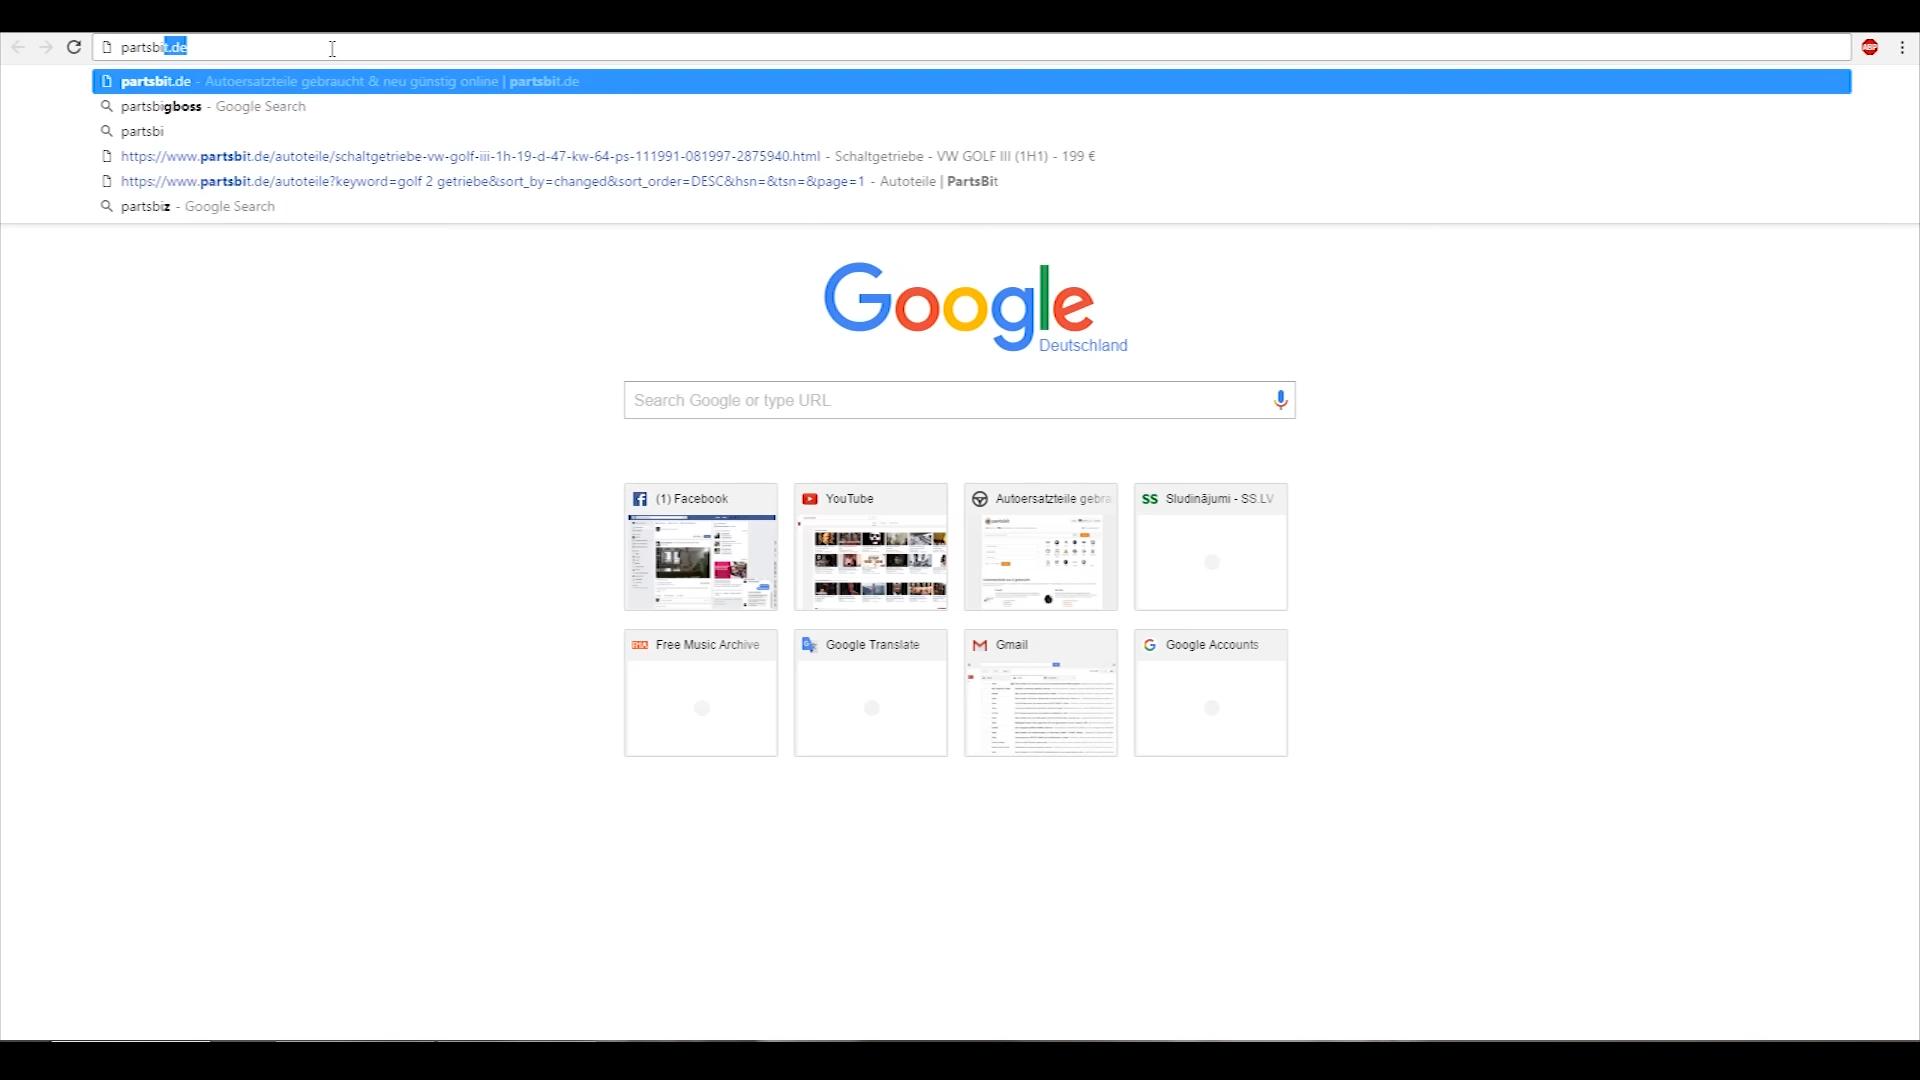 partsbit.de
partsbit.de - Autoersatzteile gebraucht & neu günstig online | partsbit.de
partsbigboss - Google Search
partsbi
https://www.partsbit.de/autoteile/schaltgetriebe-vw-golf-iii-1h-19-d-47-kw-64-ps-111991-081997-2875940.html - Schaltgetriebe - VW GOLF III (1H1) - 199 €
https://www.partsbit.de/autoteile?keyword=golf 2 getriebe&sort_by=changed&sort_order=DESC&hsn=&tsn=&page=1 - Autoteile | PartsBit
partsbiz - Google Search
ABP
Google
Deutschland
Search Google or type URL
(1) Facebook
YouTube
Autoersatzteile gebra
SS Sludinājumi - SS.LV
Free Music Archive
Google Translate
Gmail
Google Accounts